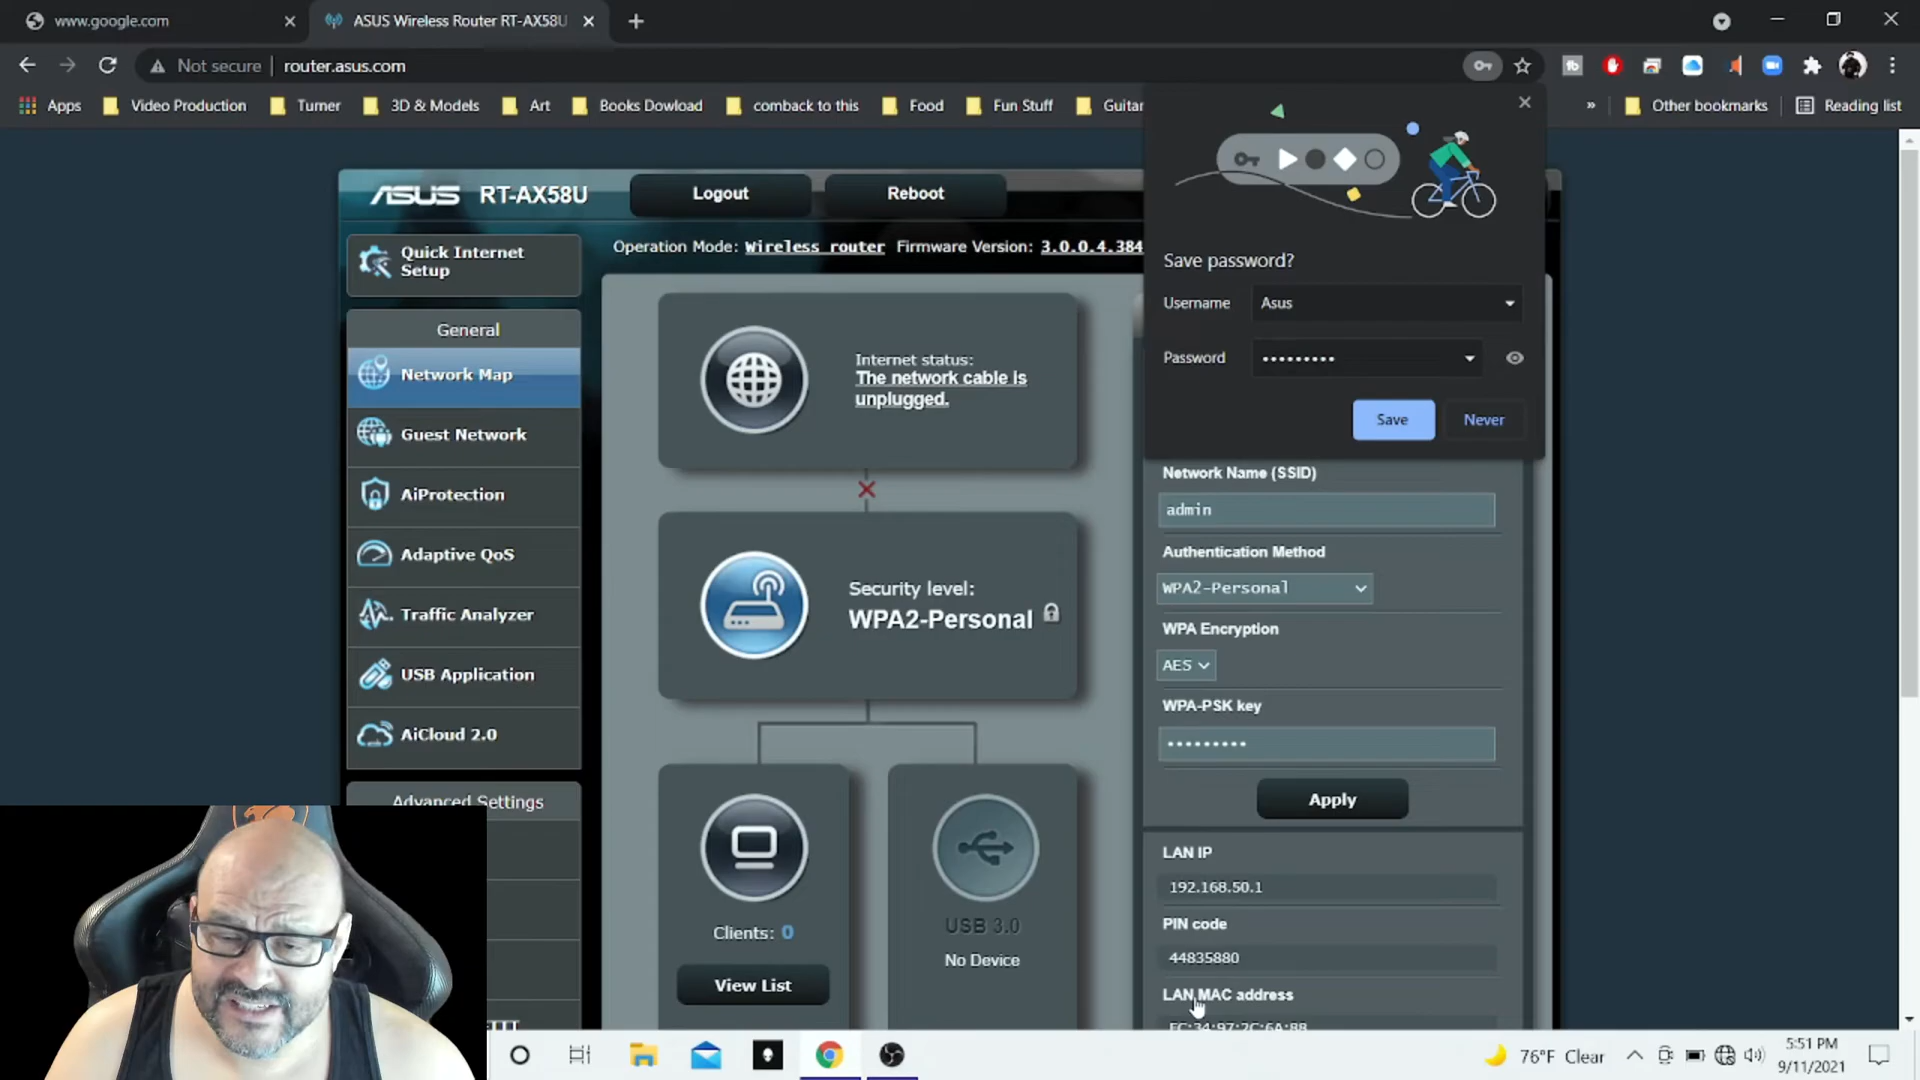 www.google.com
ASUS Wireless Router RT-AX58U
Not secure
router.asus.com
Apps
Video Production
Turner
3D & Models
Art
Books Dowload
comback to this
Food
Fun Stuff
Guitar
»
Other bookmarks
Reading list
ASUS RT-AX58U
Logout
Reboot
Operation Mode: Wireless router Firmware Version: 3.0.0.4.384
Quick Internet
Setup
General
Network Map
Guest Network
AiProtection
Adaptive QoS
Traffic Analyzer
USB Application
AiCloud 2.0
Advanced Settings
Internet status:
The network cable is
unplugged.
Security level:
WPA2-Personal
Clients: 0
View List
USB 3.0
No Device
Save password?
Username Asus
Password •••••••••
Save
Never
Network Name (SSID)
admin
Authentication Method
WPA2-Personal
WPA Encryption
AES
WPA-PSK key
•••••••••
Apply
LAN IP
192.168.50.1
PIN code
44835880
LAN MAC address
76°F Clear
5:51 PM
9/11/2021